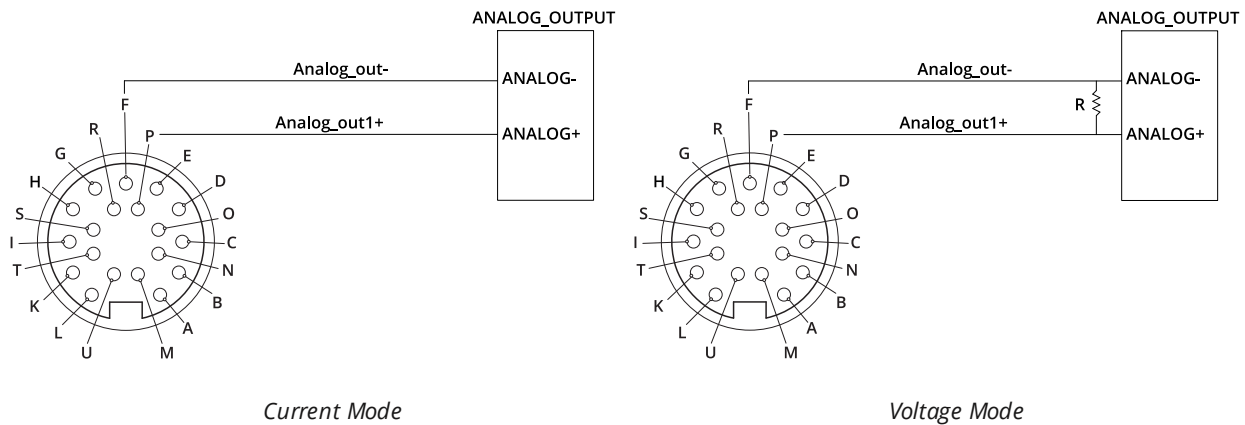 ANALOG_OUTPUT
Analog_out-
ANALOG-
F
Analog_out1+
ANALOG+
R
P
G
E
H
D
S
O
I
C
T
N
K
B
L
A
U
M
Current Mode
ANALOG_OUTPUT
Analog_out-
ANALOG-
R
F
Analog_out1+
ANALOG+
R
P
G
E
H
D
S
O
I
C
T
N
K
B
L
A
U
M
Voltage Mode